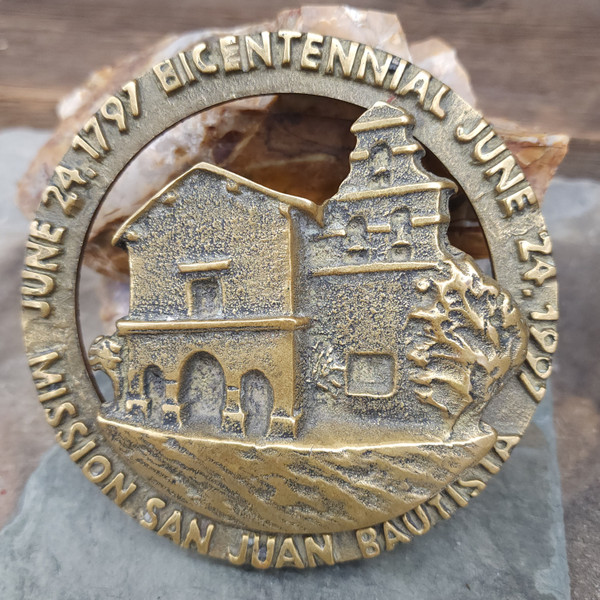 JUNE 24.1797 BICENTENNIAL JUNE 24.1997
MISSION SAN JUAN BAUTISTA